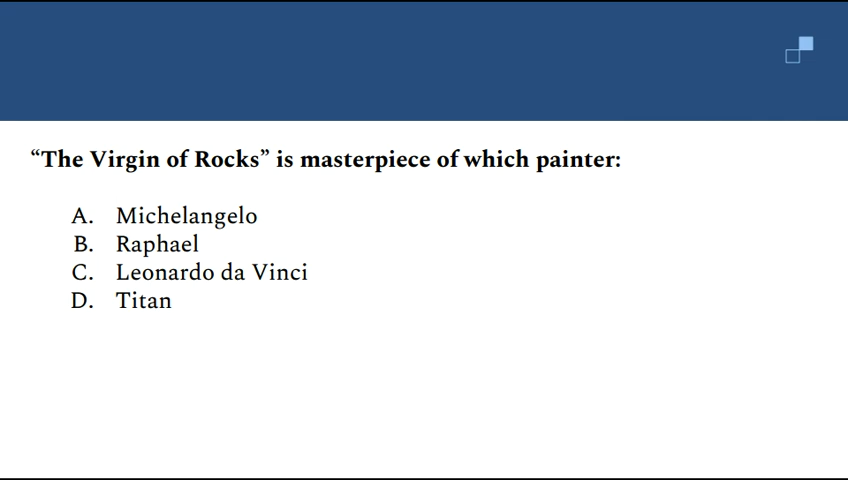 “The Virgin of Rocks” is masterpiece of which painter:
A. Michelangelo
B. Raphael
C. Leonardo da Vinci
D. Titan